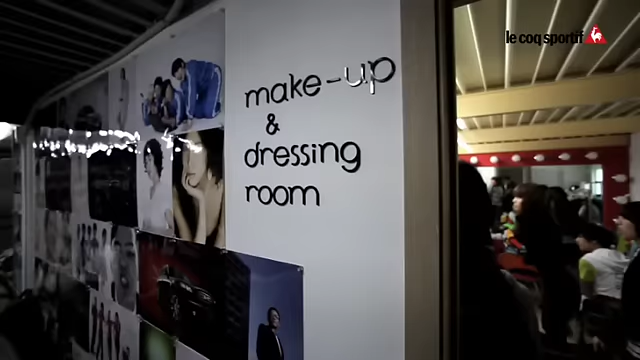 le coq sportif
make-up
&
dressing
room